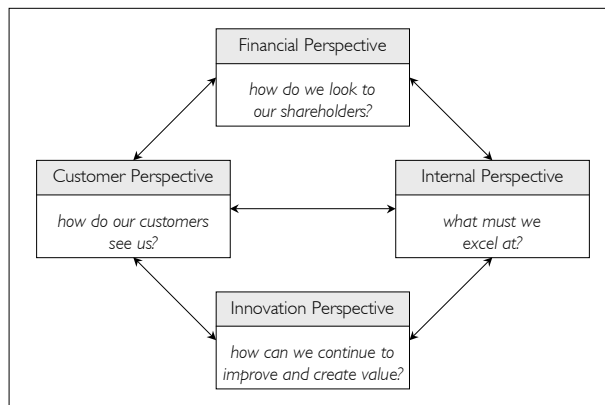 Financial Perspective
how do we look to
our shareholders?
Customer Perspective
how do our customers
see us?
Internal Perspective
what must we
excel at?
Innovation Perspective
how can we continue to
improve and create value?